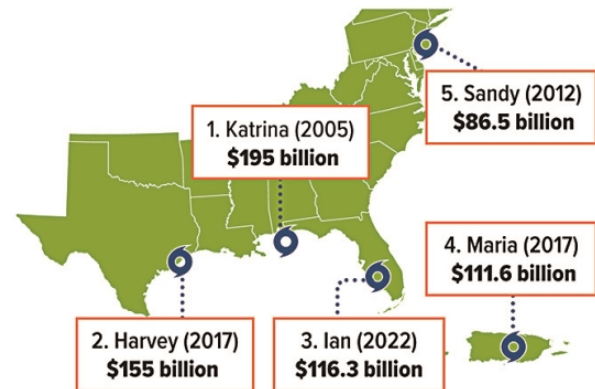 1. Katrina (2005)
$195 billion
2. Harvey (2017)
$155 billion
3. Ian (2022)
$116.3 billion
4. Maria (2017)
$111.6 billion
5. Sandy (2012)
$86.5 billion